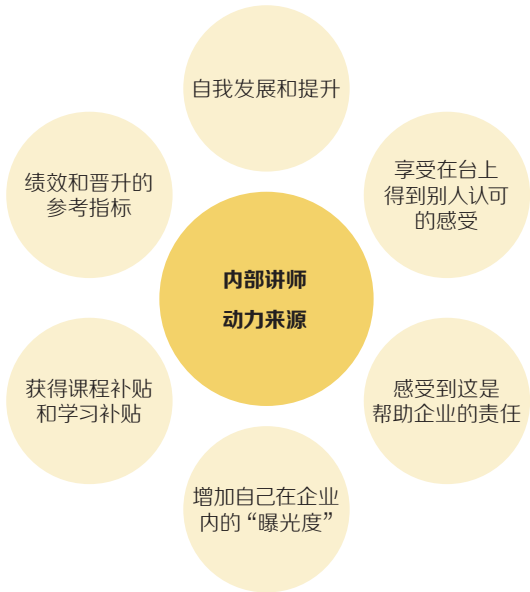 自我发展和提升
绩效和晋升的
参考指标
享受在台上
得到别人认可
的感受
内部讲师
动力来源
获得课程补贴
和学习补贴
感受到这是
帮助企业的责任
增加自己在企业
内的“曝光度”